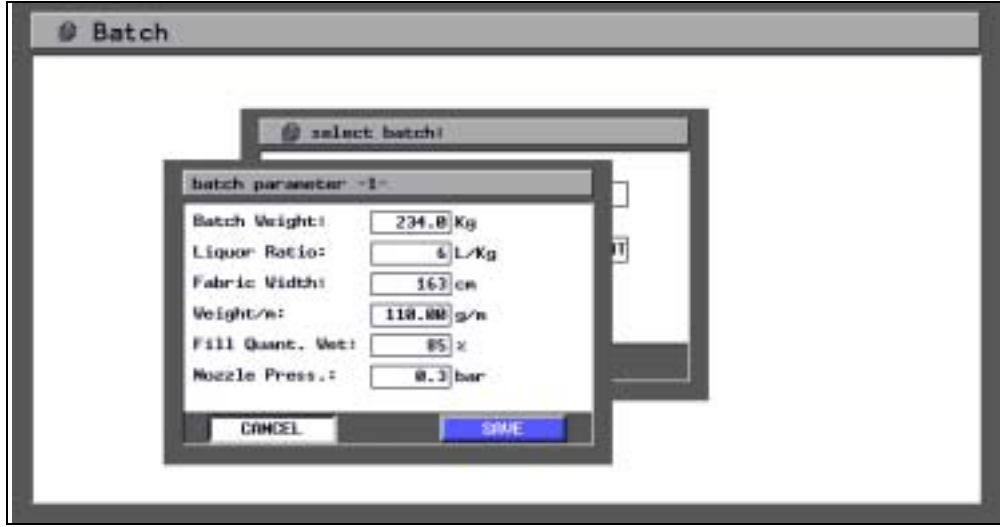 Batch
select batch:
batch parameter -1-
Batch Weight: 234.0 Kg
Liquor Ratio: 6 L/Kg
Fabric Width: 163 cm
Weight/m: 110.00 g/m
Fill Quant. Wet: 85 %
Nozzle Press.: 0.3 bar
CANCEL SAVE